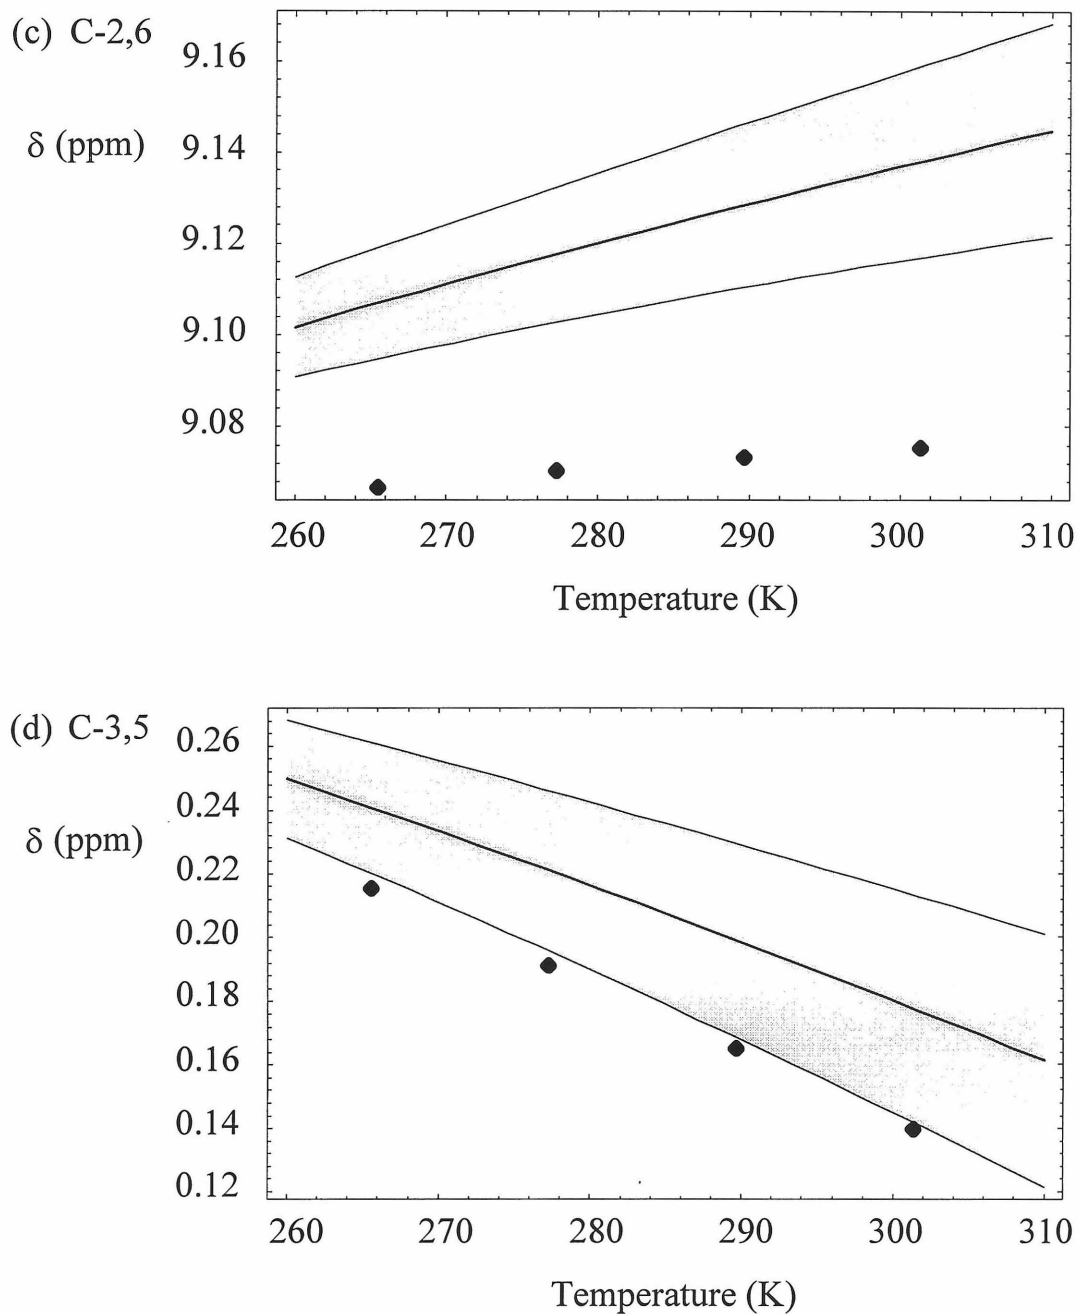 (c) C-2,6
9.16
δ (ppm) 9.14
9.12
9.10
9.08
260 270 280 290 300 310
Temperature (K)
(d) C-3,5
0.26
0.24
δ (ppm)
0.22
0.20
0.18
0.16
0.14
0.12
260 270 280 290 300 310
Temperature (K)